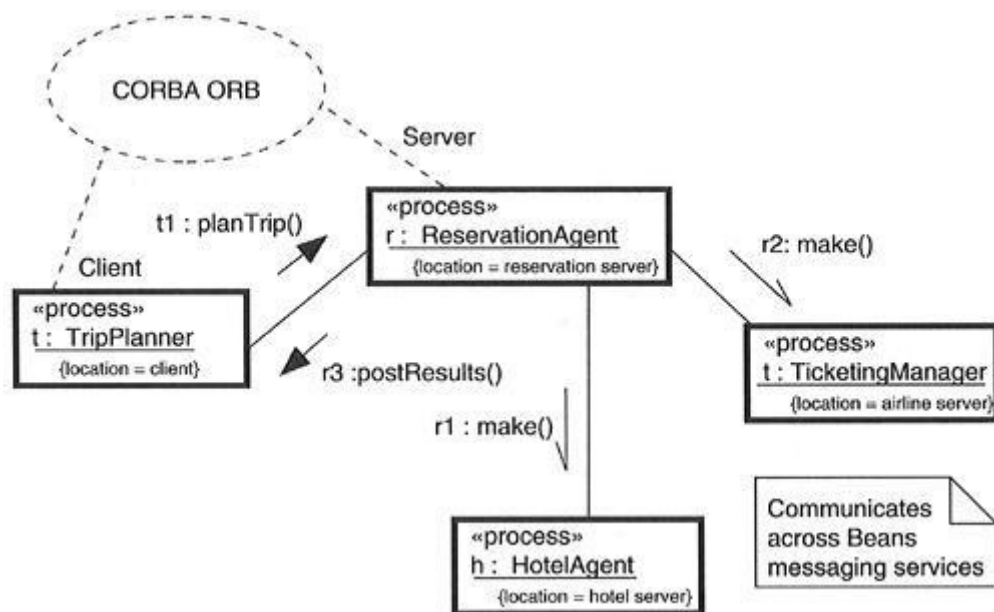 CORBA ORB
Server
«process»
r : ReservationAgent
{location = reservation server}
t1 : planTrip()
r2: make()
Client
«process»
t : TripPlanner
{location = client}
r3 :postResults()
«process»
t : TicketingManager
{location = airline server}
r1 : make()
Communicates
across Beans
messaging services
«process»
h : HotelAgent
{location = hotel server}